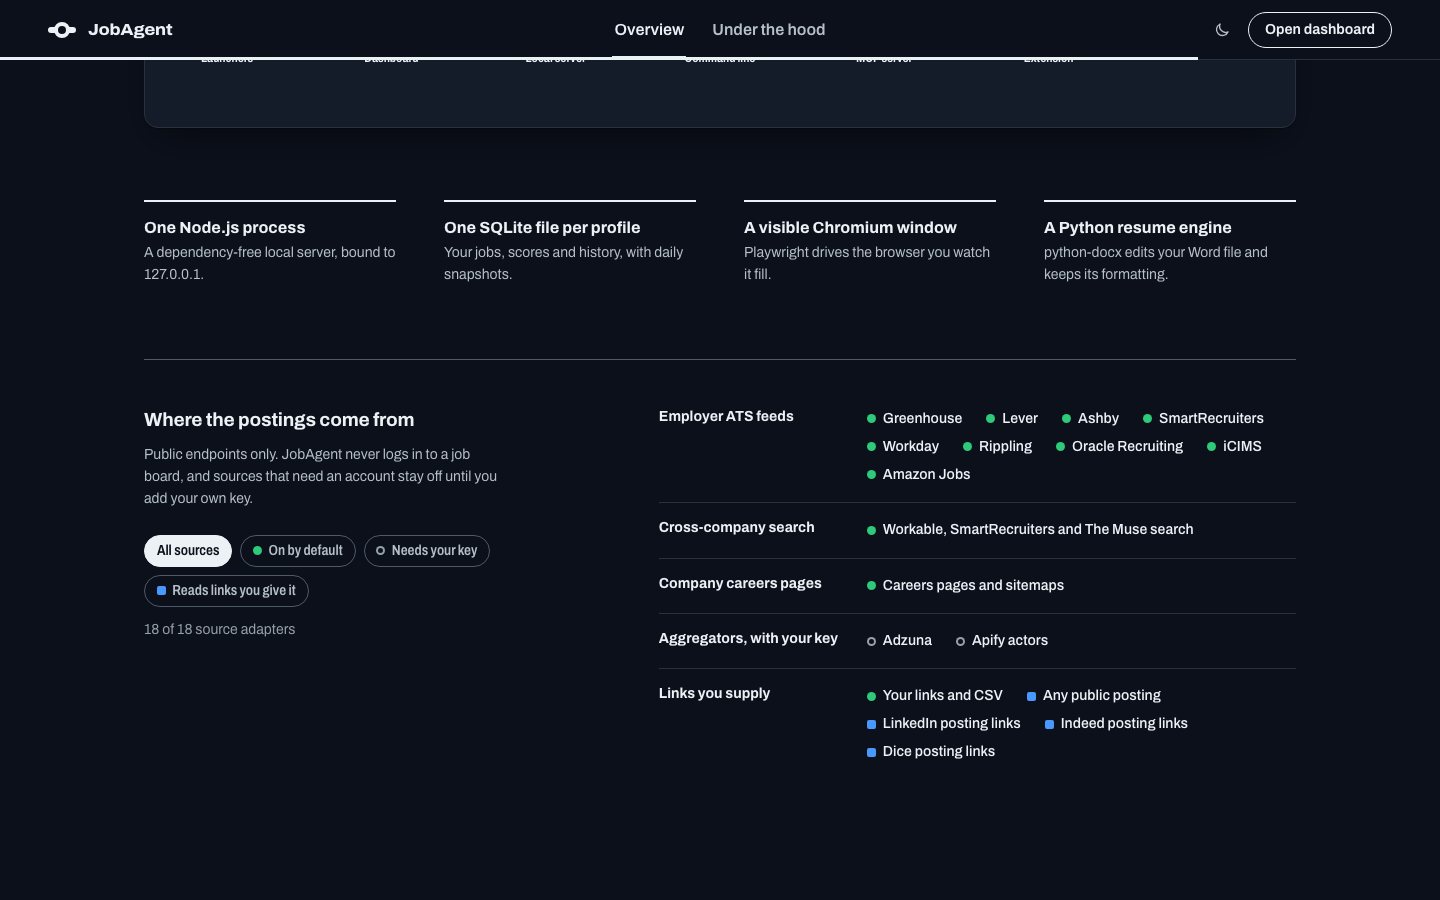 JobAgent
Overview
Under the hood
Open dashboard
One Node.js process
A dependency-free local server, bound to
127.0.0.1.
One SQLite file per profile
Your jobs, scores and history, with daily
snapshots.
A visible Chromium window
Playwright drives the browser you watch
it fill.
A Python resume engine
python-docx edits your Word file and
keeps its formatting.
Where the postings come from
Public endpoints only. JobAgent never logs in to a job
board, and sources that need an account stay off until you
add your own key.
All sources
On by default
Needs your key
Reads links you give it
18 of 18 source adapters
Employer ATS feeds
Greenhouse
Lever
Ashby
SmartRecruiters
Workday
Rippling
Oracle Recruiting
iCIMS
Amazon Jobs
Cross-company search
Workable, SmartRecruiters and The Muse search
Company careers pages
Careers pages and sitemaps
Aggregators, with your key
Adzuna
Apify actors
Links you supply
Your links and CSV
Any public posting
LinkedIn posting links
Indeed posting links
Dice posting links